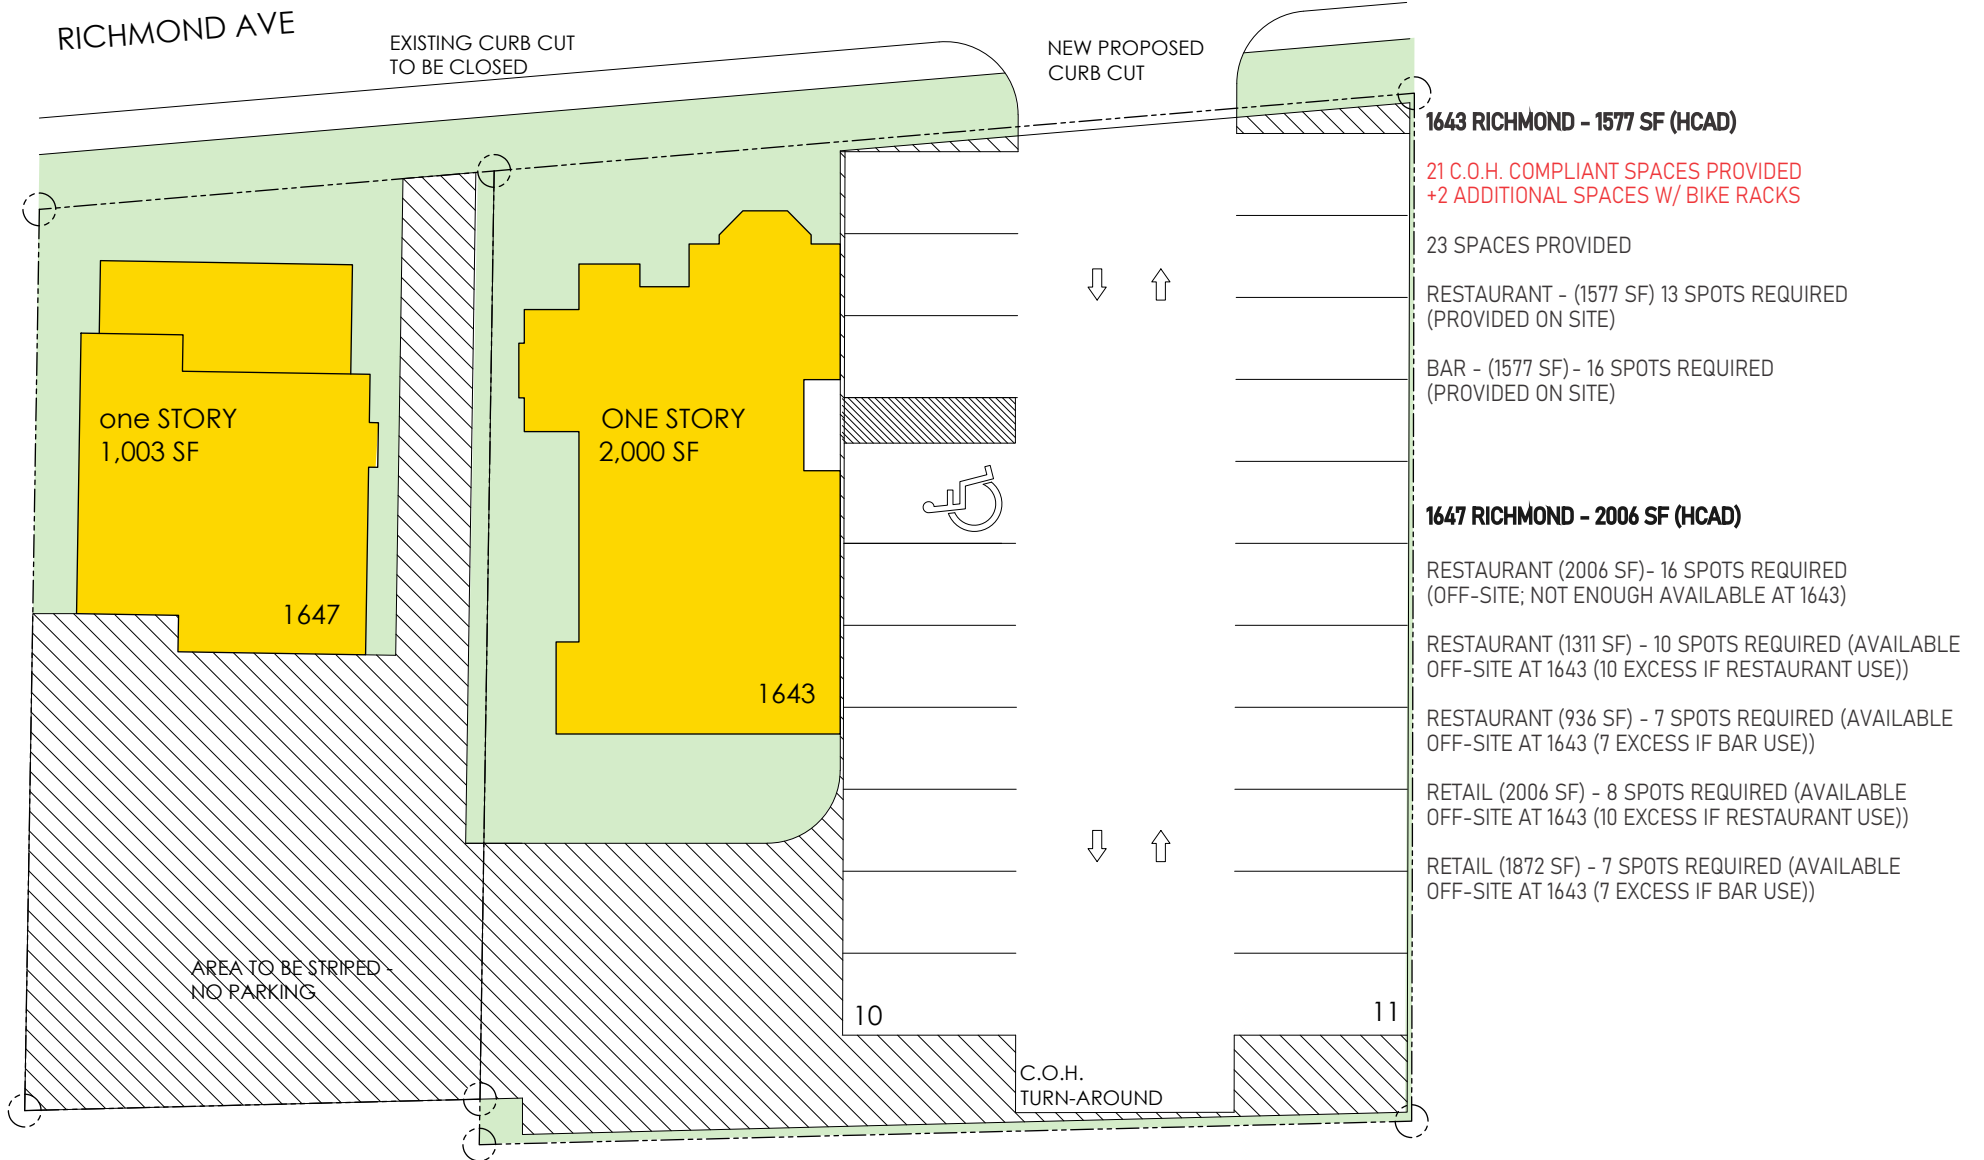 RICHMOND AVE
EXISTING CURB CUT
TO BE CLOSED
NEW PROPOSED
CURB CUT
one STORY
1,003 SF
1647
ONE STORY
2,000 SF
1643
AREA TO BE STRIPED -
NO PARKING
10
11
C.O.H.
TURN-AROUND
1643 RICHMOND - 1577 SF (HCAD)
21 C.O.H. COMPLIANT SPACES PROVIDED
+2 ADDITIONAL SPACES W/ BIKE RACKS
23 SPACES PROVIDED
RESTAURANT - (1577 SF) 13 SPOTS REQUIRED
(PROVIDED ON SITE)
BAR - (1577 SF) - 16 SPOTS REQUIRED
(PROVIDED ON SITE)
1647 RICHMOND - 2006 SF (HCAD)
RESTAURANT (2006 SF)- 16 SPOTS REQUIRED
(OFF-SITE; NOT ENOUGH AVAILABLE AT 1643)
RESTAURANT (1311 SF) - 10 SPOTS REQUIRED (AVAILABLE
OFF-SITE AT 1643 (10 EXCESS IF RESTAURANT USE))
RESTAURANT (936 SF) - 7 SPOTS REQUIRED (AVAILABLE
OFF-SITE AT 1643 (7 EXCESS IF BAR USE))
RETAIL (2006 SF) - 8 SPOTS REQUIRED (AVAILABLE
OFF-SITE AT 1643 (10 EXCESS IF RESTAURANT USE))
RETAIL (1872 SF) - 7 SPOTS REQUIRED (AVAILABLE
OFF-SITE AT 1643 (7 EXCESS IF BAR USE))